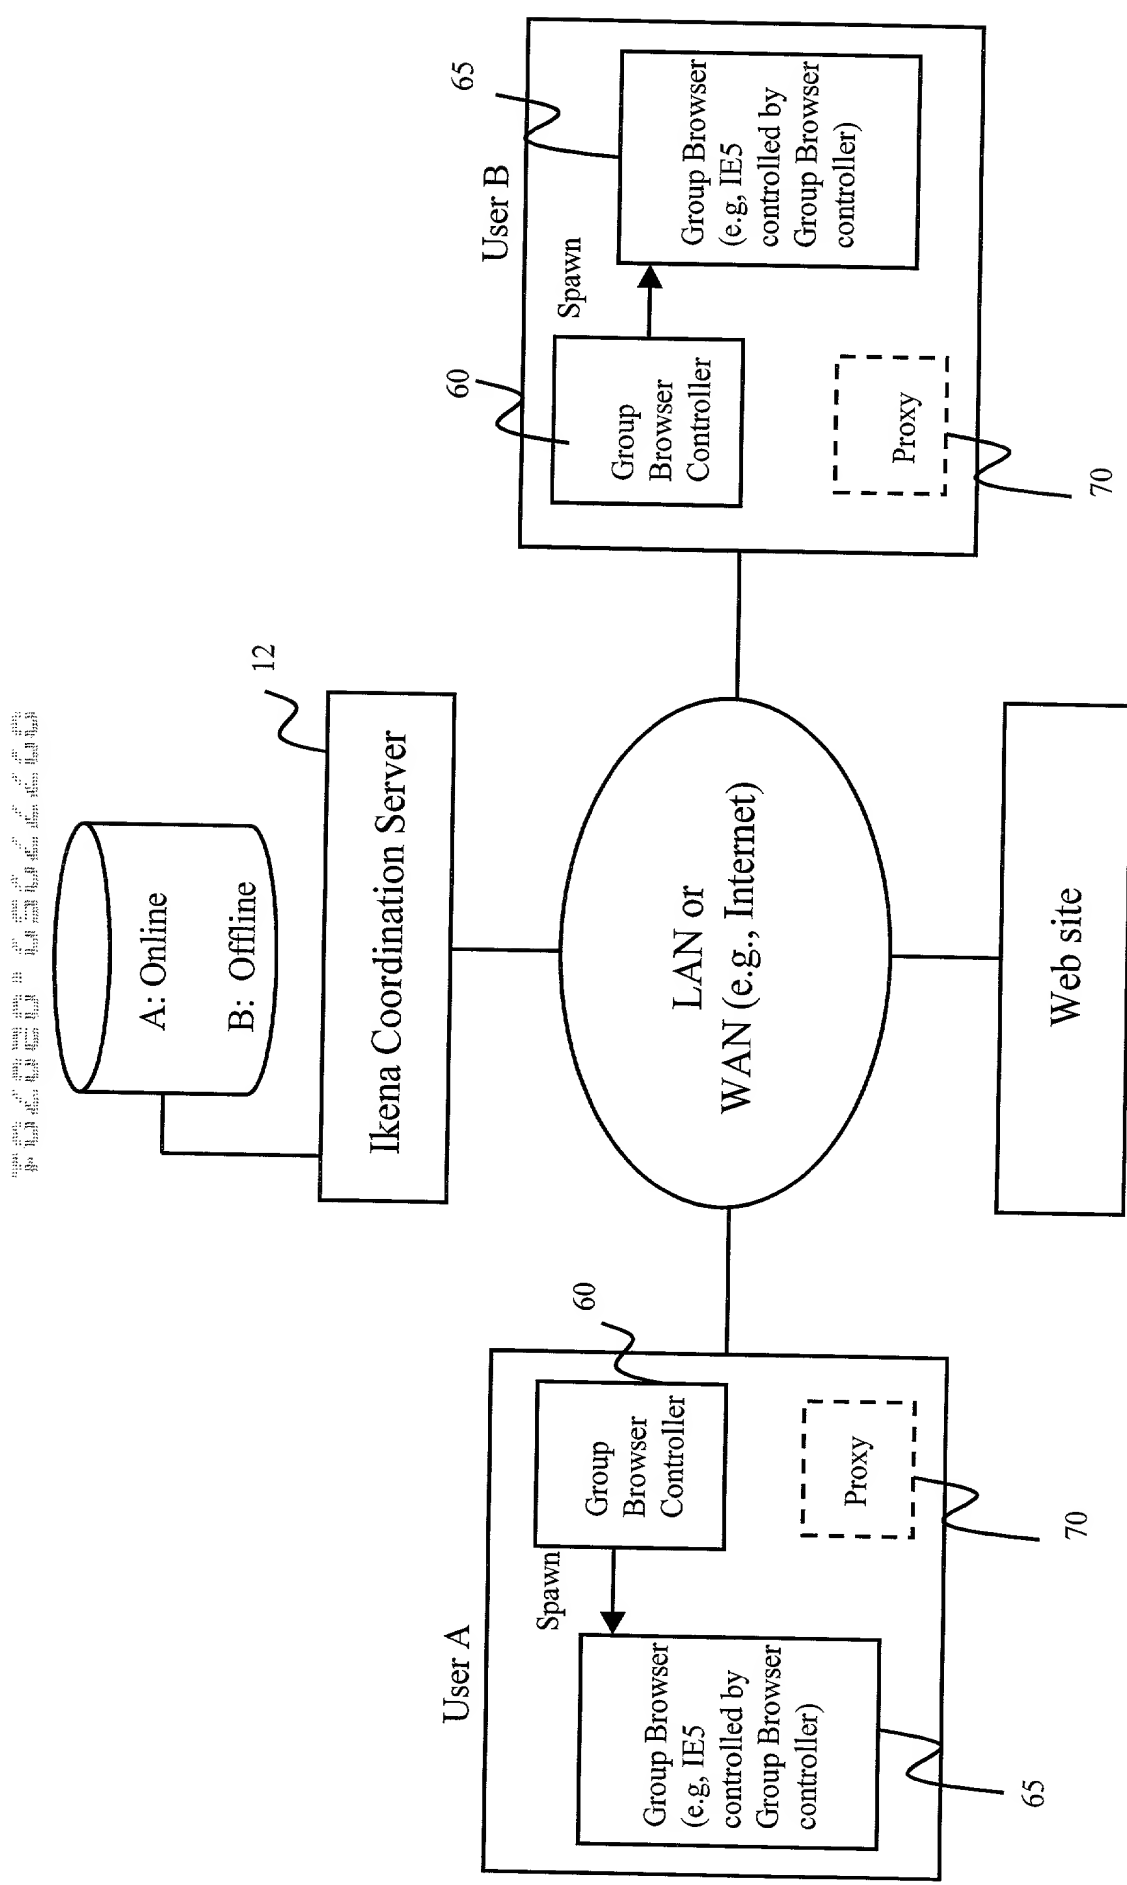 A: Online
B: Offline
12
Ikena Coordination Server
User A
Spawn
60
Group
Browser
Controller
Group Browser
(e.g, IE5
controlled by
Group Browser
controller)
Proxy
65
70
LAN or
WAN (e.g., Internet)
User B
60
Spawn
65
Group
Browser
Controller
Group Browser
(e.g, IE5
controlled by
Group Browser
controller)
Proxy
70
Web site